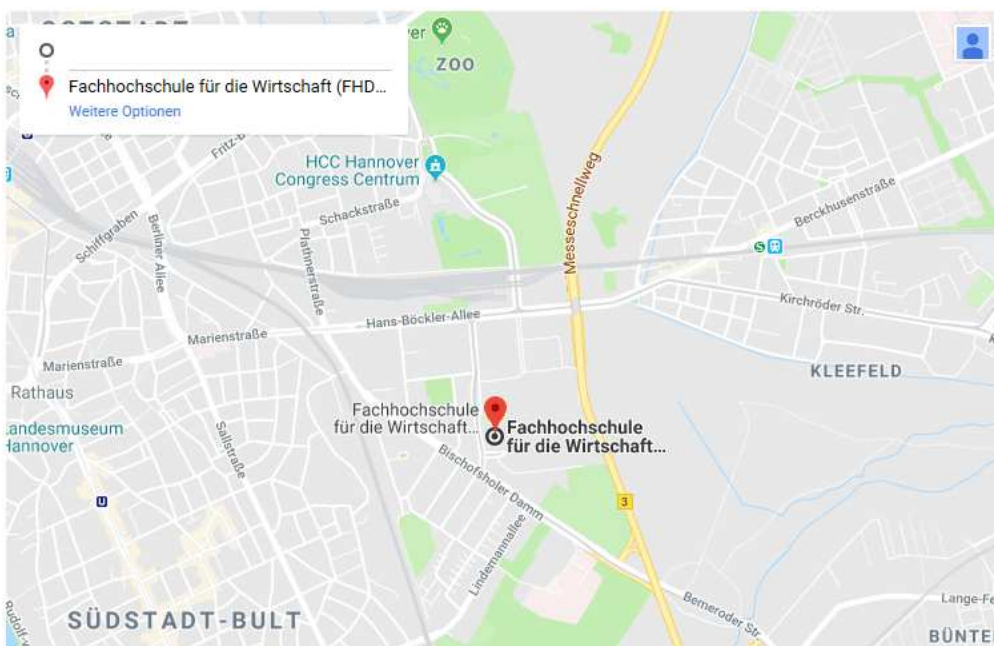 Fachhochschule für die Wirtschaft (FHD...
Weitere Optionen
ZOO
HCC Hannover
Congress Centrum
Schackstraße
Messeschnellweg
Berckhusenstraße
Schiffgraben
Berliner Allee
Plathnerstraße
S
Kirchröder Str.
Hans-Böckler-Allee
Marienstraße
Marienstraße
KLEEFELD
Rathaus
Fachhochschule
für die Wirtschaft...
Fachhochschule
für die Wirtschaft...
andesmuseum
Hannover
Sallstraße
Bischofsholer Damm
U
3
Lindemannallee
Bemeroder Str.
Lange-Fe
SÜDSTADT-BULT
BÜNTE